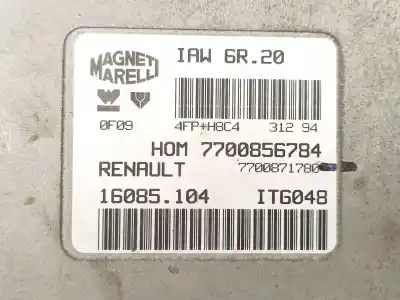 MAGNETI
MARELLI
IAW 6R.20
0F09
4FP+H8C4
312 94
HOM 7700856784
RENAULT
7700871780
16085.104
ITG048